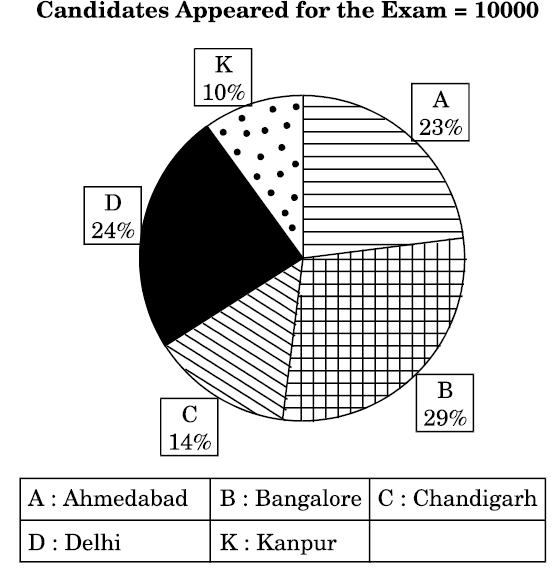 Candidates Appeared for the Exam = 10000
K
10%
A
23%
D
24%
B
29%
C
14%
A : Ahmedabad B : Bangalore C : Chandigarh
D : Delhi K : Kanpur